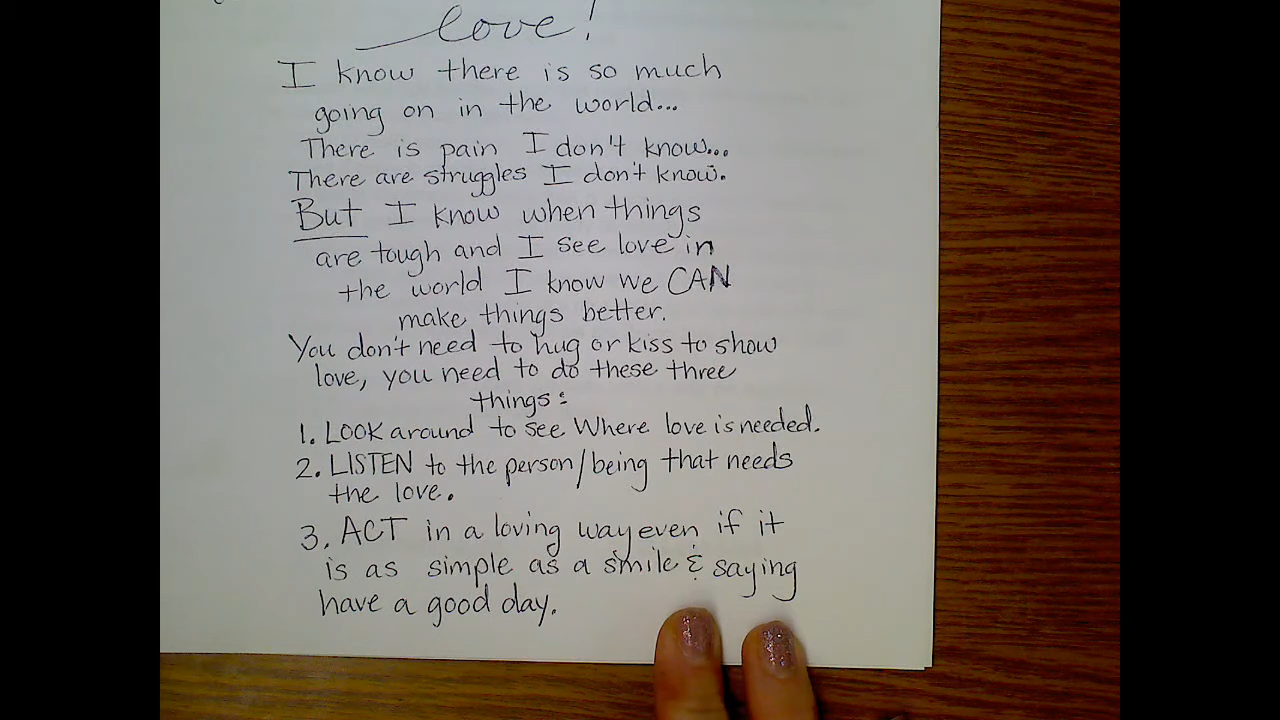 love!
I know there is so much
going on in the world...
There is pain I don't know...
There are struggles I don't know.
But I know when things
are tough and I see love in
the world I know we CAN
make things better.
You don't need to hug or kiss to show
love, you need to do these three
things:
1. LOOK around to see Where love is needed.
2. LISTEN to the person/being that needs
the love.
3. ACT in a loving way even if it
is as simple as a smile & saying
have a good day.